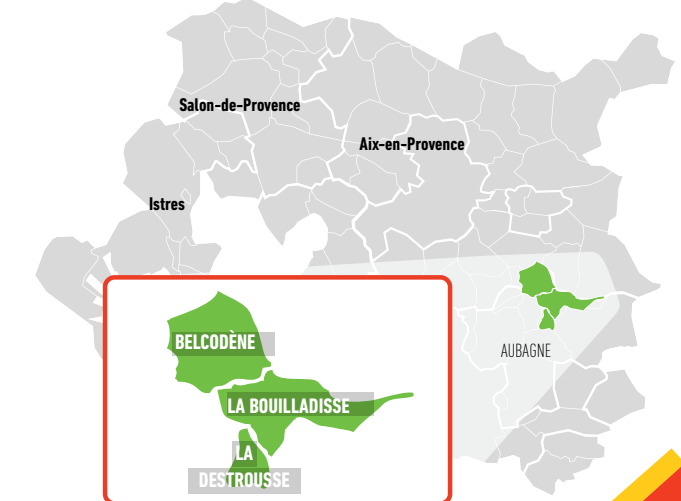 Salon-de-Provence
Aix-en-Provence
Istres
BELCODÈNE
AUBAGNE
LA BOUILLADISSE
LA
DESTROUSSE